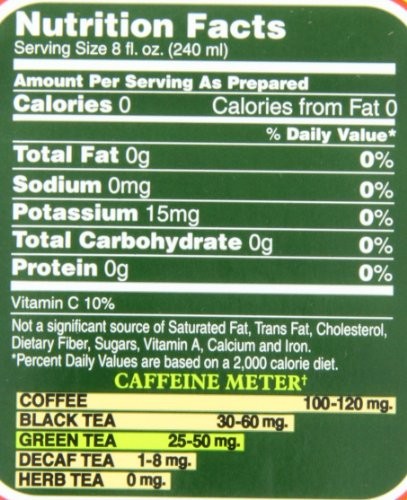 Nutrition Facts
Serving Size 8 fl. oz. (240 ml)
Amount Per Serving As Prepared
Calories 0 Calories from Fat 0
% Daily Value*
Total Fat 0g 0%
Sodium 0mg 0%
Potassium 15mg 0%
Total Carbohydrate 0g 0%
Protein 0g 0%
Vitamin C 10%
Not a significant source of Saturated Fat, Trans Fat, Cholesterol,
Dietary Fiber, Sugars, Vitamin A, Calcium and Iron.
*Percent Daily Values are based on a 2,000 calorie diet.
CAFFEINE METER†
COFFEE 100-120 mg.
BLACK TEA 30-60 mg.
GREEN TEA 25-50 mg.
DECAF TEA 1-8 mg.
HERB TEA 0 mg.